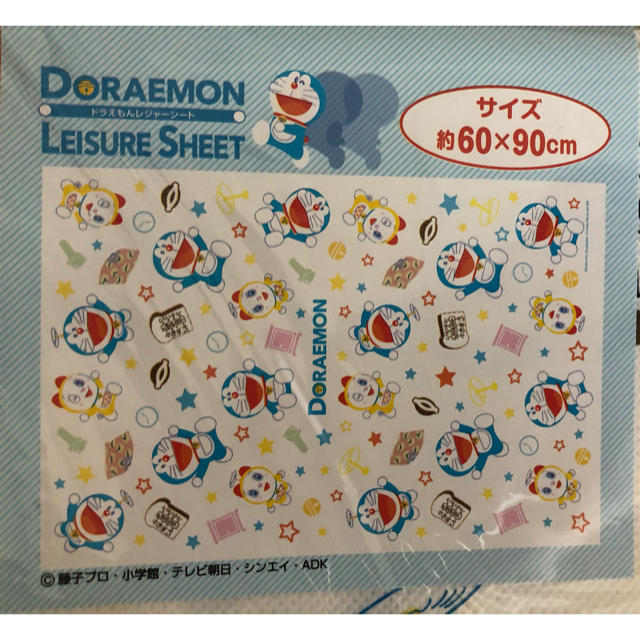 DORAEMON
ドラえもんレジャーシート
LEISURE SHEET
サイズ
約60×90cm
DORAEMON
©藤子プロ・小学館・テレビ朝日・シンエイ・ADK